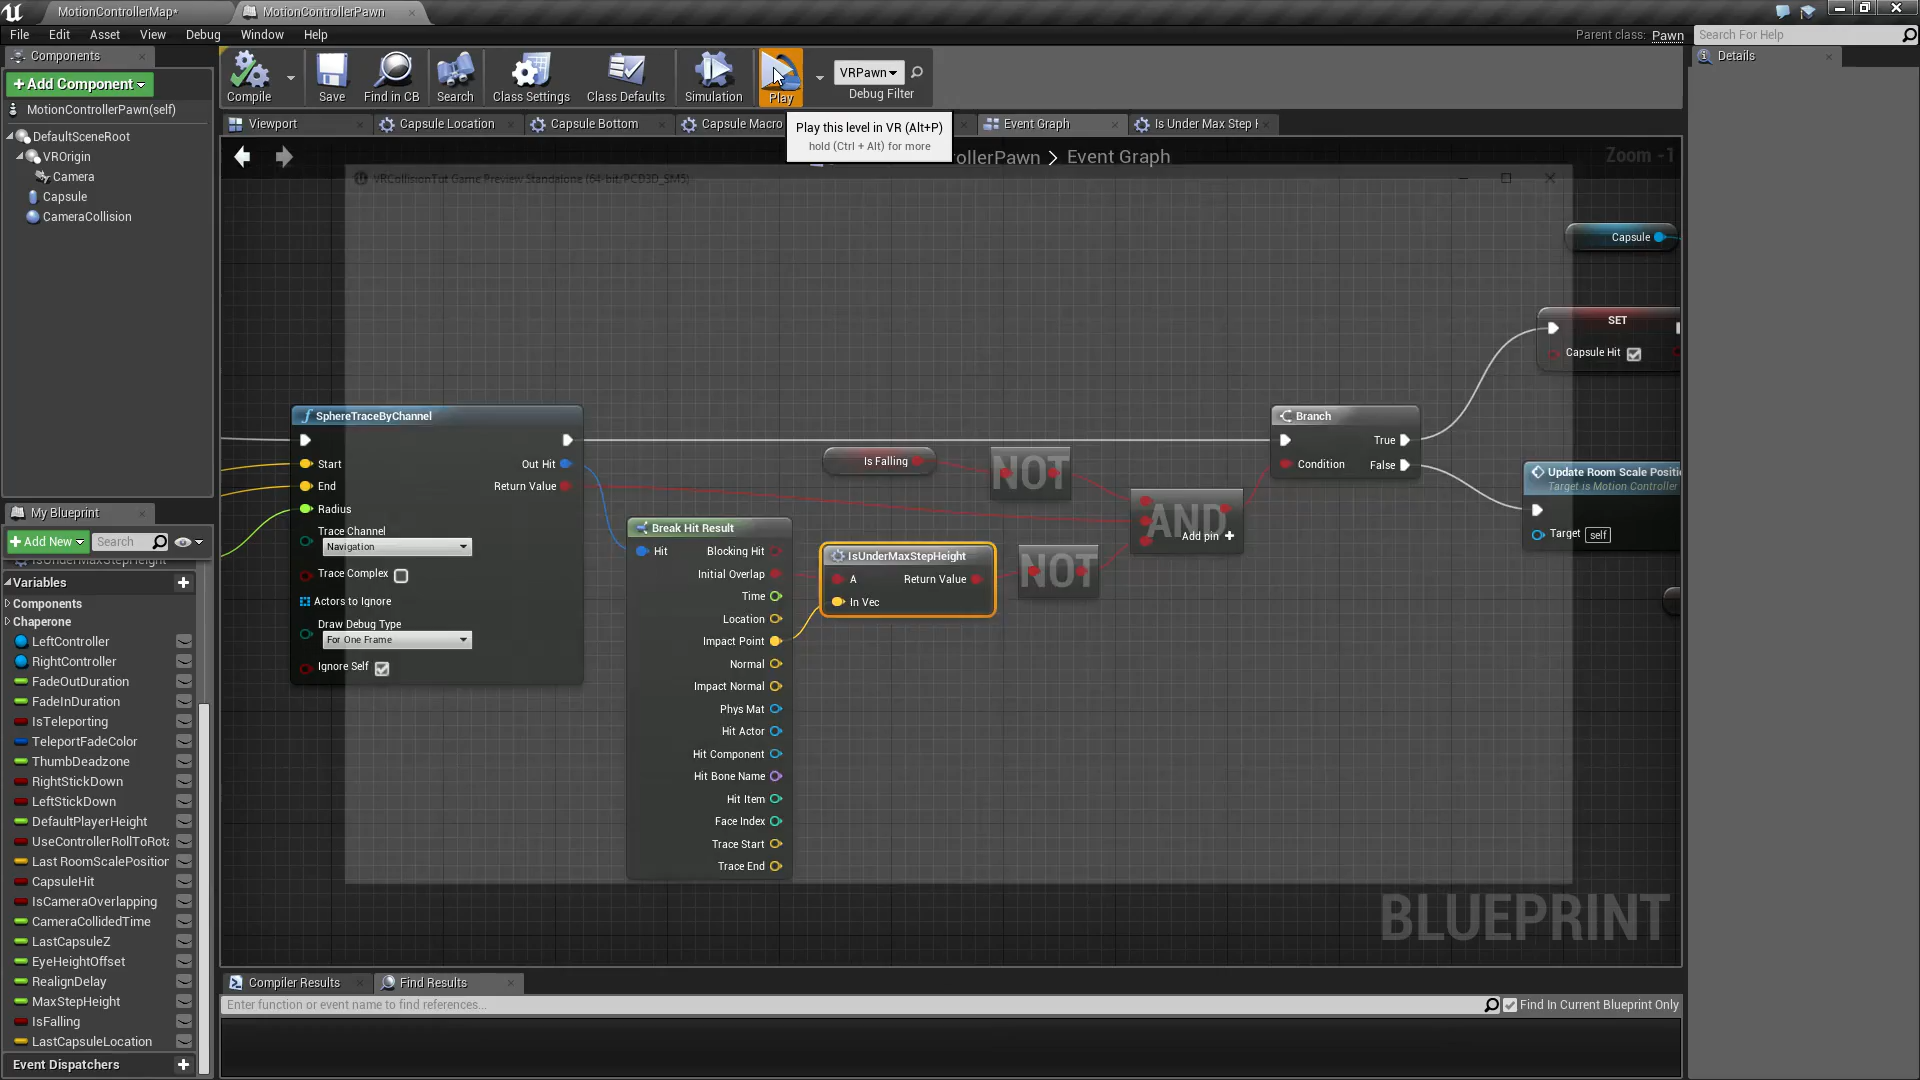 MotionControllerMap*
MotionControllerPawn
File Edit Asset View Debug Window Help
Parent class: Pawn
Search For Help
Components
Details
+Add Component
Compile
Save
Find in CB
Search
Class Settings
Class Defaults
Simulation
Play
VRPawn
Debug Filter
MotionControllerPawn(self)
DefaultSceneRoot
VROrigin
Camera
Capsule
CameraCollision
Viewport
Capsule Location
Capsule Bottom
Capsule Macro
Event Graph
Is Under Max Step H
Play this level in VR (Alt+P)
hold (Ctrl + Alt) for more
ollerPawn > Event Graph
Zoom -1
VRCollisionTut Game Preview Standalone (64-bit/PCD3D_SM5)
Capsule
SET
Capsule Hit
SphereTraceByChannel
Start
End
Radius
Out Hit
Return Value
Trace Channel
Navigation
Trace Complex
Actors to Ignore
Draw Debug Type
For One Frame
Ignore Self
Is Falling
NOT
AND
Add pin +
NOT
Branch
Condition
True
False
Update Room Scale Positi
Target is Motion Controller
Target self
Break Hit Result
Hit
Blocking Hit
Initial Overlap
Time
Location
Impact Point
Normal
Impact Normal
Phys Mat
Hit Actor
Hit Component
Hit Bone Name
Hit Item
Face Index
Trace Start
Trace End
IsUnderMaxStepHeight
A
In Vec
Return Value
BLUEPRINT
My Blueprint
+Add New
Search
IsUnderMaxStepHeight
Variables
Components
Chaperone
LeftController
RightController
FadeOutDuration
FadeInDuration
IsTeleporting
TeleportFadeColor
ThumbDeadzone
RightStickDown
LeftStickDown
DefaultPlayerHeight
UseControllerRollToRota
Last RoomScalePosition
CapsuleHit
IsCameraOverlapping
CameraCollidedTime
LastCapsuleZ
EyeHeightOffset
RealignDelay
MaxStepHeight
IsFalling
LastCapsuleLocation
Event Dispatchers
Compiler Results
Find Results
Enter function or event name to find references...
Find In Current Blueprint Only